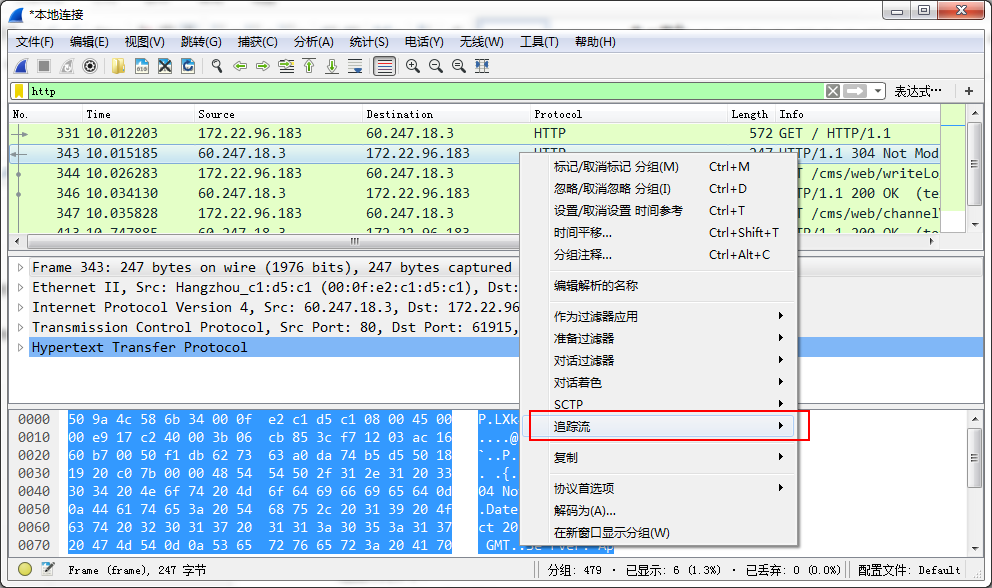 *本地连接
文件(F) 编辑(E) 视图(V) 跳转(G) 捕获(C) 分析(A) 统计(S) 电话(Y) 无线(W) 工具(T) 帮助(H)
http 表达式…
No. Time Source Destination Protocol Length Info
331 10.012203 172.22.96.183 60.247.18.3 HTTP 572 GET / HTTP/1.1
343 10.015185 60.247.18.3 172.22.96.183 HTTP 247 HTTP/1.1 304 Not Mod
344 10.026283 172.22.96.183 60.247.18.3 /cms/web/writeLo
346 10.034130 60.247.18.3 172.22.96.183 TP/1.1 200 OK (te
347 10.035828 172.22.96.183 60.247.18.3 /cms/web/channel
413 10.747885 60.247.18.3 172.22.96.183 TP/1.1 200 OK (te
标记/取消标记 分组(M) Ctrl+M
忽略/取消忽略 分组(I) Ctrl+D
设置/取消设置 时间参考 Ctrl+T
时间平移... Ctrl+Shift+T
分组注释... Ctrl+Alt+C
编辑解析的名称
作为过滤器应用
准备过滤器
对话过滤器
对话着色
SCTP
追踪流
复制
协议首选项
解码为(A)...
在新窗口显示分组(W)
Frame 343: 247 bytes on wire (1976 bits), 247 bytes captured
Ethernet II, Src: Hangzhou_c1:d5:c1 (00:0f:e2:c1:d5:c1), Dst:
Internet Protocol Version 4, Src: 60.247.18.3, Dst: 172.22.96
Transmission Control Protocol, Src Port: 80, Dst Port: 61915,
Hypertext Transfer Protocol
0000 50 9a 4c 58 6b 34 00 0f e2 c1 d5 c1 08 00 45 00 P.LXk
0010 00 e9 17 c2 40 00 3b 06 cb 85 3c f7 12 03 ac 16 ....@
0020 60 b7 00 50 f1 db 62 73 63 a0 da 74 b5 d5 50 18 `..P.
0030 19 20 c0 7b 00 00 48 54 54 50 2f 31 2e 31 20 33 . .{.
0040 30 34 20 4e 6f 74 20 4d 6f 64 69 66 69 65 64 0d 04 No
0050 0a 44 61 74 65 3a 20 54 68 75 2c 20 31 39 20 4f .Date
0060 63 74 20 32 30 31 37 20 31 31 3a 30 35 3a 31 37 ct 20
0070 20 47 4d 54 0d 0a 53 65 72 76 65 72 3a 20 41 70 GMT..Se rver: Ap
Frame (frame), 247 字节 分组: 479 · 已显示: 6 (1.3%) · 已丢弃: 0 (0.0%) 配置文件: Default